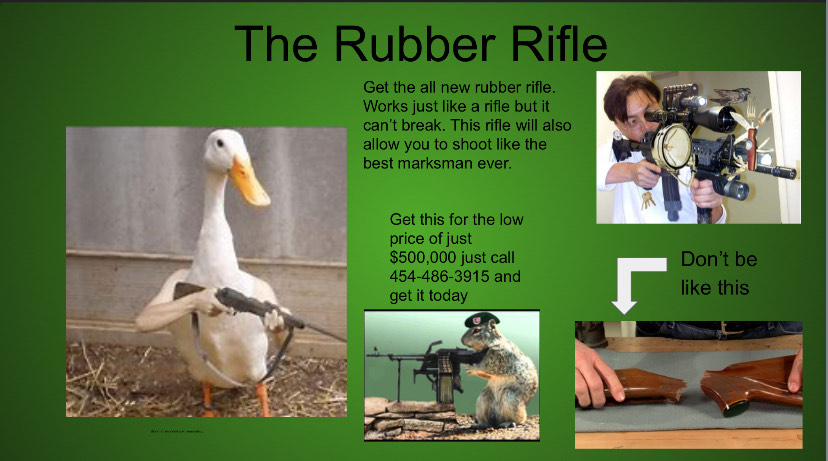 The Rubber Rifle
Get the all new rubber rifle.
Works just like a rifle but it
can't break. This rifle will also
allow you to shoot like the
best marksman ever.
Get this for the low
price of just
$500,000 just call
454-486-3915 and
get it today
Don't be
like this